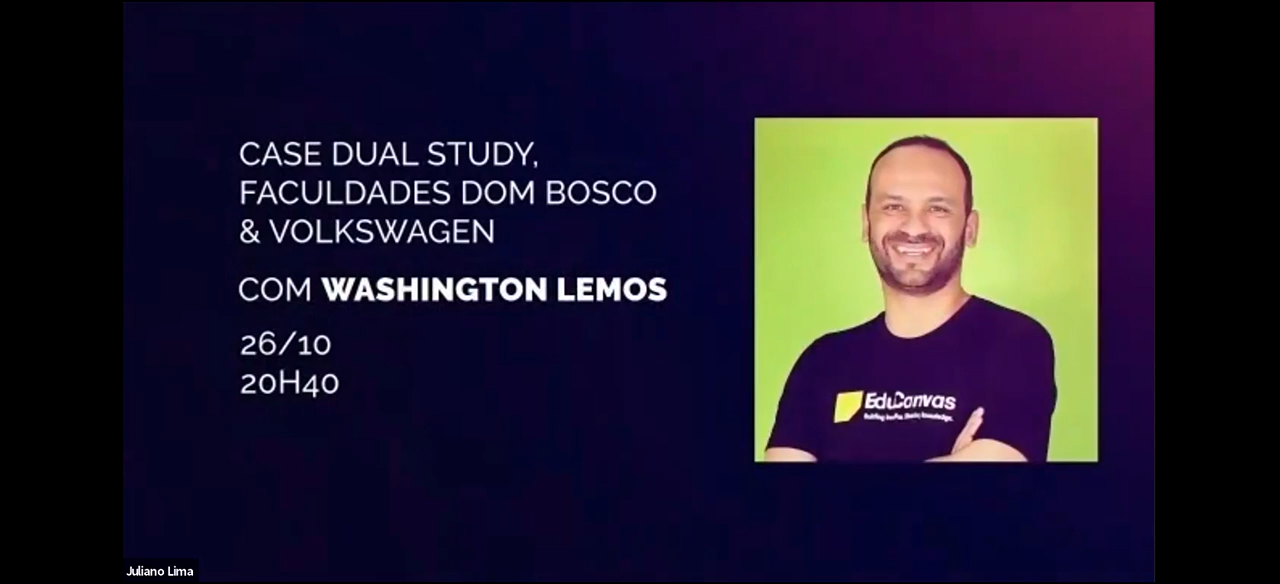 CASE DUAL STUDY,
FACULDADES DOM BOSCO
& VOLKSWAGEN
COM WASHINGTON LEMOS
26/10
20H40
EduCanvas
Juliano Lima